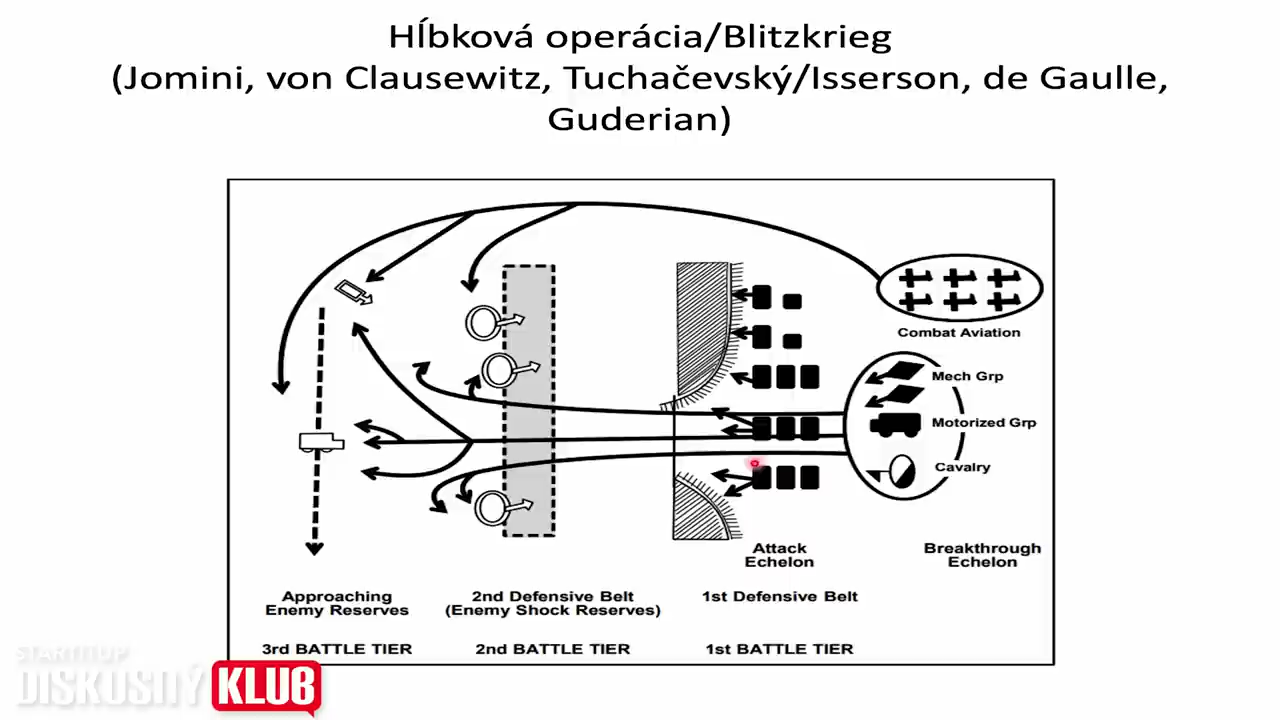 Hĺbková operácia/Blitzkrieg
(Jomini, von Clausewitz, Tuchačevský/Isserson, de Gaulle,
Guderian)
Combat Aviation
Mech Grp
Motorized Grp
Cavalry
Attack
Echelon
Breakthrough
Echelon
Approaching
Enemy Reserves
2nd Defensive Belt
(Enemy Shock Reserves)
1st Defensive Belt
3rd BATTLE TIER
2nd BATTLE TIER
1st BATTLE TIER
STARTITUP
DISKUSNÝ KLUB